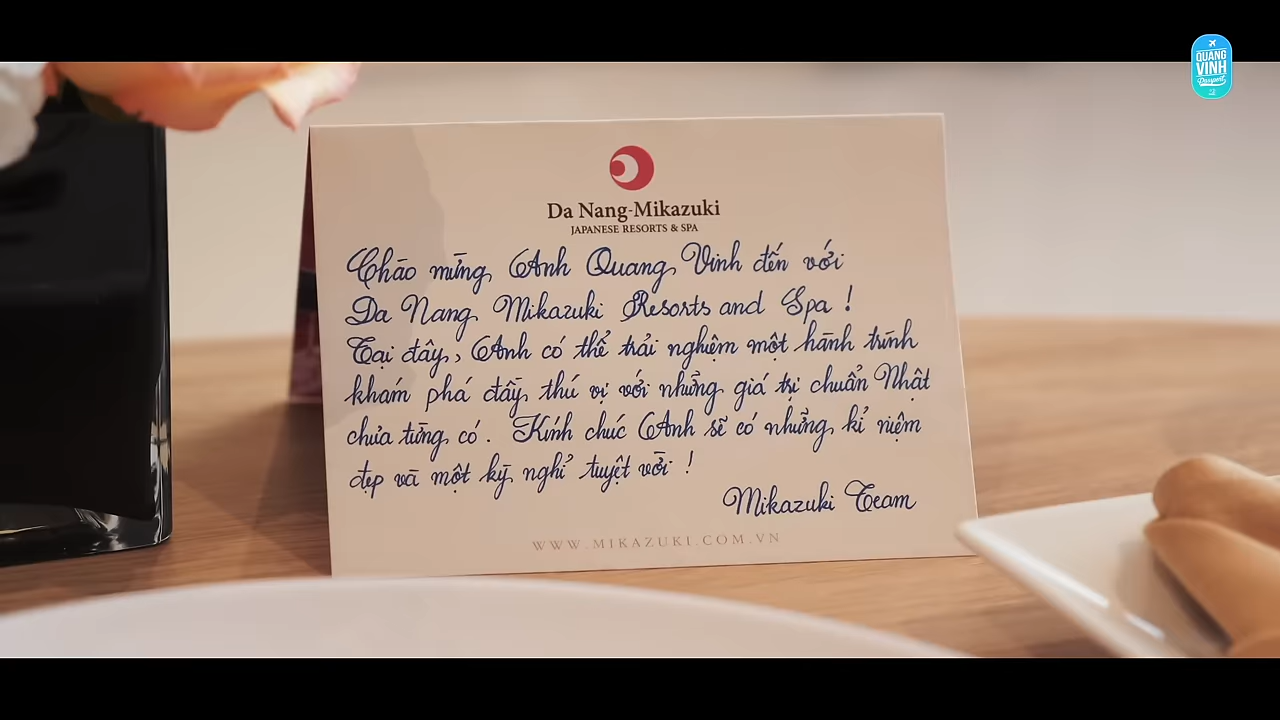 QUANG
VINH
Passport
Da Nang-Mikazuki
JAPANESE RESORTS & SPA
Chào mừng Anh Quang Vinh đến với
Da Nang Mikazuki Resorts and Spa !
Tại đây, Anh có thể trải nghiệm một hành trình
khám phá đầy thú vị với những giá trị chuẩn Nhật
chưa từng có. Kính chúc Anh sẽ có những kỉ niệm
đẹp và một kỳ nghỉ tuyệt vời !
Mikazuki Team
WWW.MIKAZUKI.COM.VN